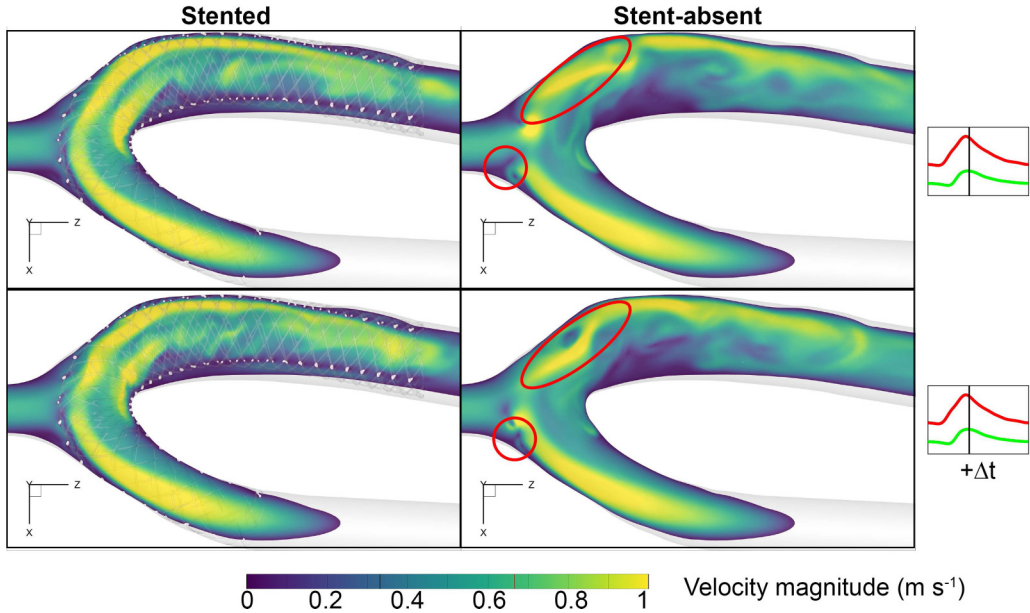 Stented
Stent-absent
Y Z
X
Y Z
X
Y Z
X
Y Z
X
+Δt
0 0.2 0.4 0.6 0.8 1
Velocity magnitude (m s⁻¹)